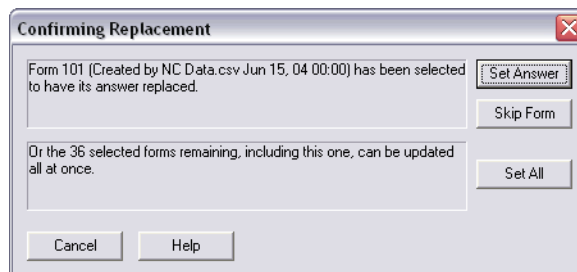 Confirming Replacement
Form 101 (Created by NC Data.csv Jun 15, 04 00:00) has been selected
to have its answer replaced.
Set Answer
Skip Form
Or the 36 selected forms remaining, including this one, can be updated
all at once.
Set All
Cancel
Help